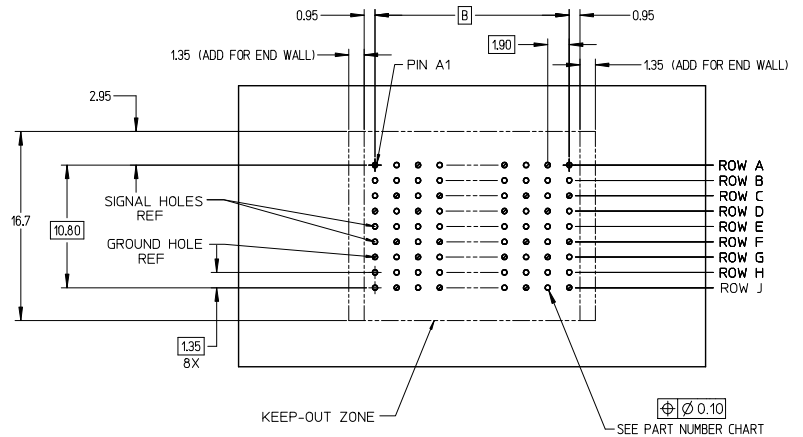 0.95
B
0.95
1.90
1.35 (ADD FOR END WALL)
PIN A1
1.35 (ADD FOR END WALL)
2.95
ROW A
ROW B
SIGNAL HOLES
REF
ROW C
ROW D
16.7
10.80
ROW E
GROUND HOLE
REF
ROW F
ROW G
ROW H
ROW J
1.35
8X
KEEP-OUT ZONE
⌖ Ø 0.10
SEE PART NUMBER CHART